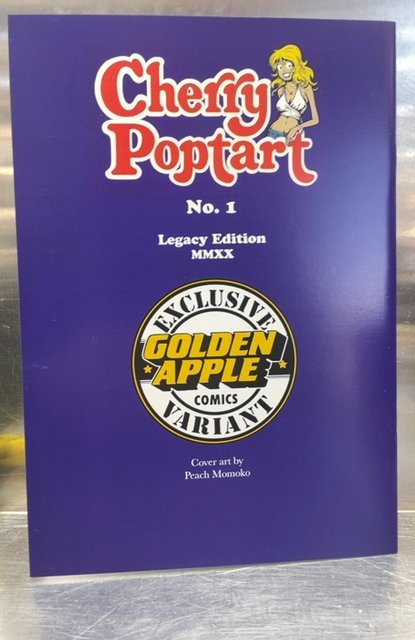 Cherry
Poptart
No. 1
Legacy Edition
MMXX
EXCLUSIVE
GOLDEN
APPLE
COMICS
VARIANT
Cover art by
Peach Momoko